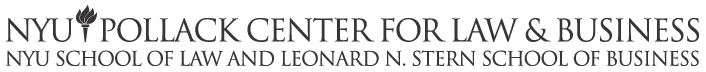 NYU POLLACK CENTER FOR LAW & BUSINESS
NYU SCHOOL OF LAW AND LEONARD N. STERN SCHOOL OF BUSINESS